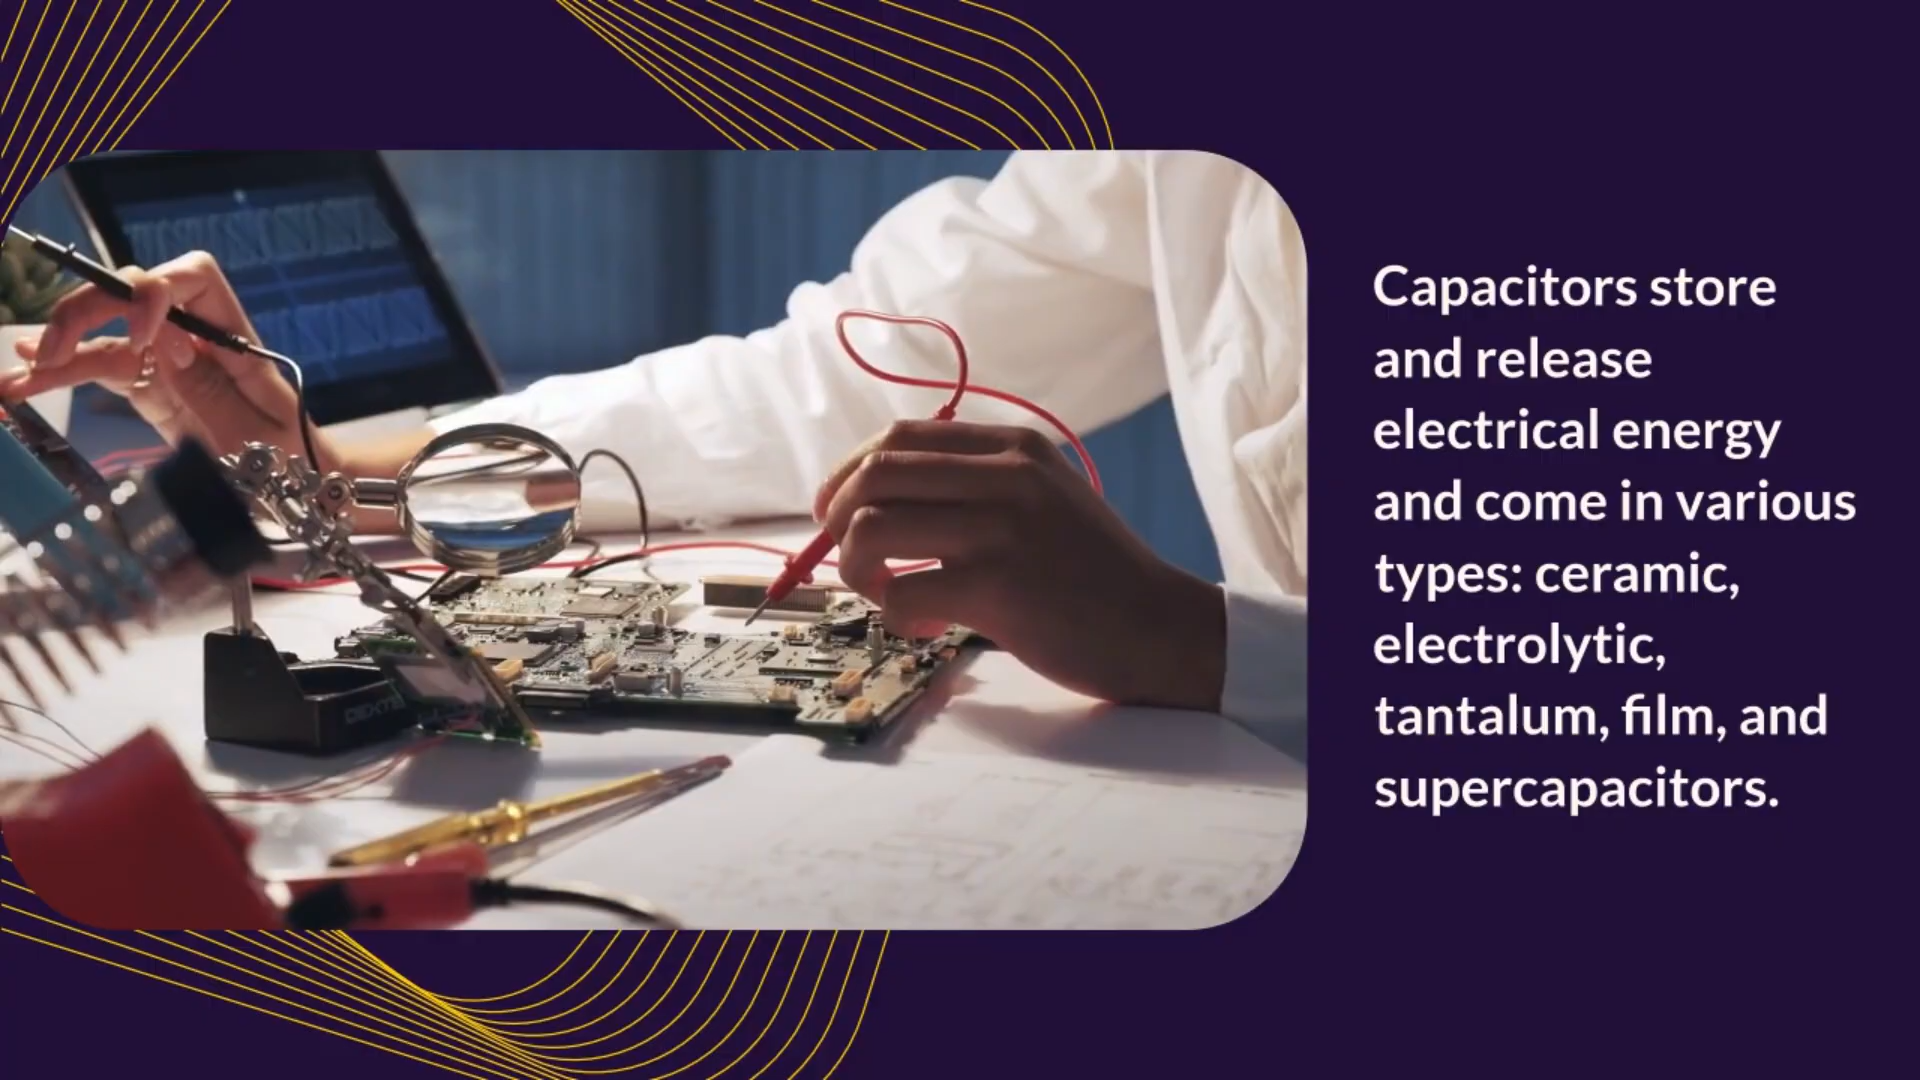 Capacitors store
and release
electrical energy
and come in various
types: ceramic,
electrolytic,
tantalum, film, and
supercapacitors.